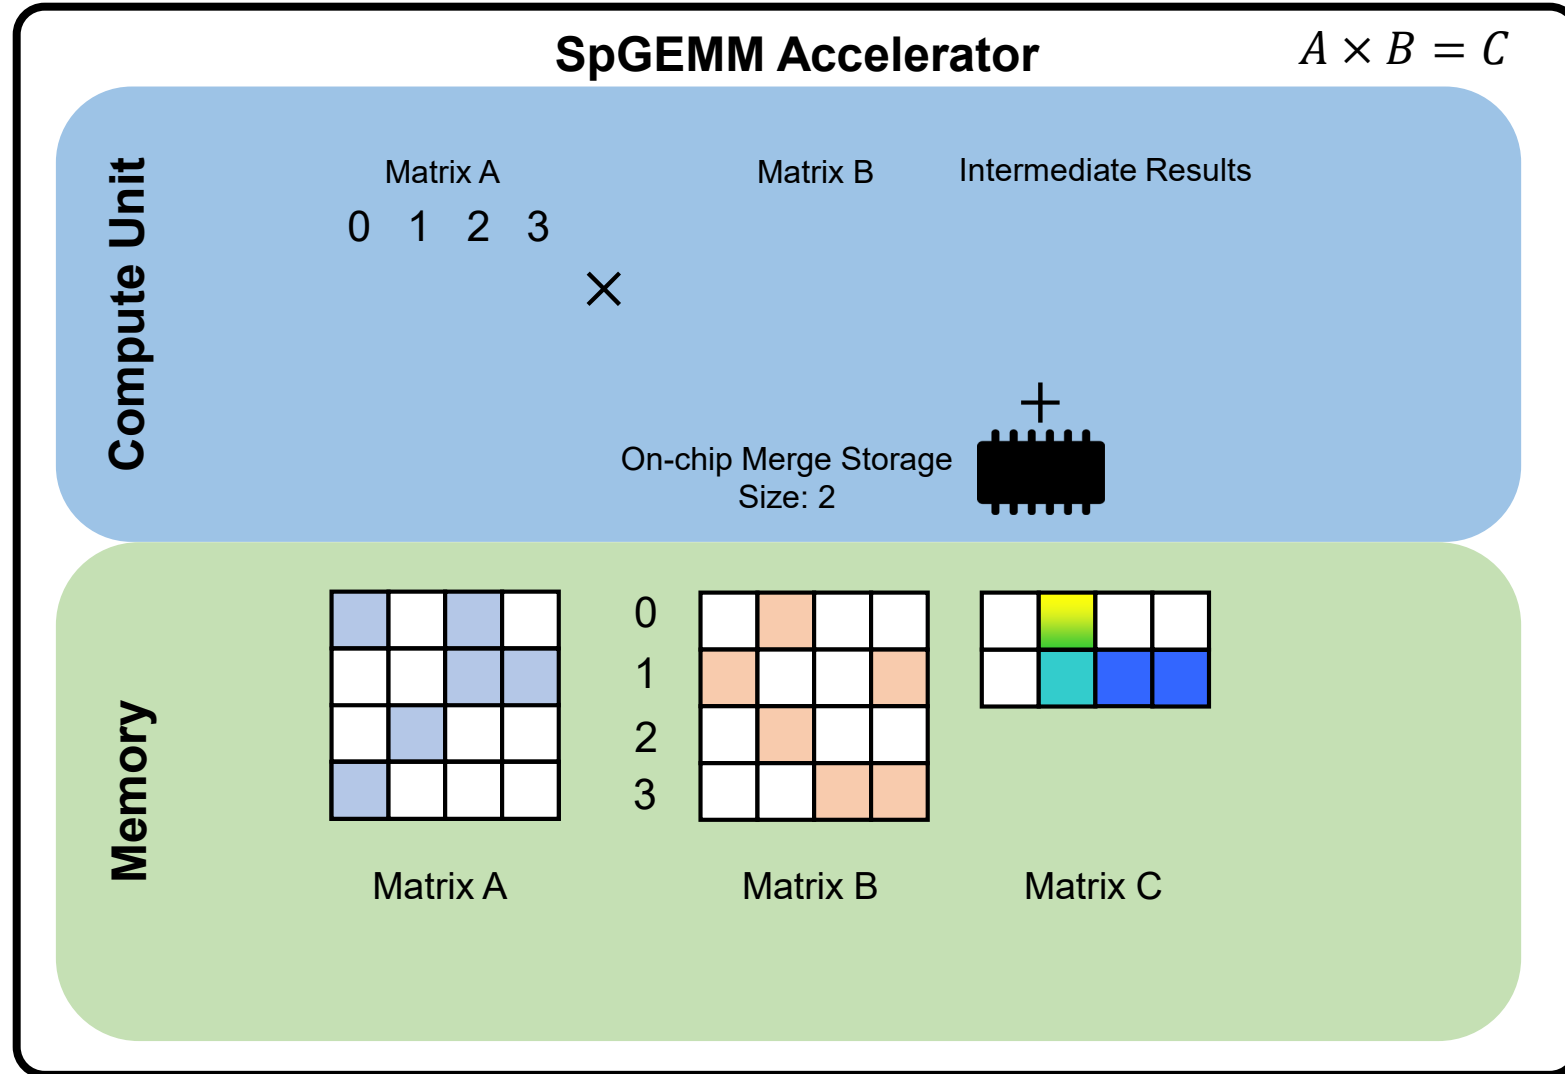 SpGEMM Accelerator
A × B = C
Compute Unit
Matrix A
Matrix B
Intermediate Results
0 1 2 3
×
+
On-chip Merge Storage
Size: 2
Memory
0
1
2
3
Matrix A
Matrix B
Matrix C